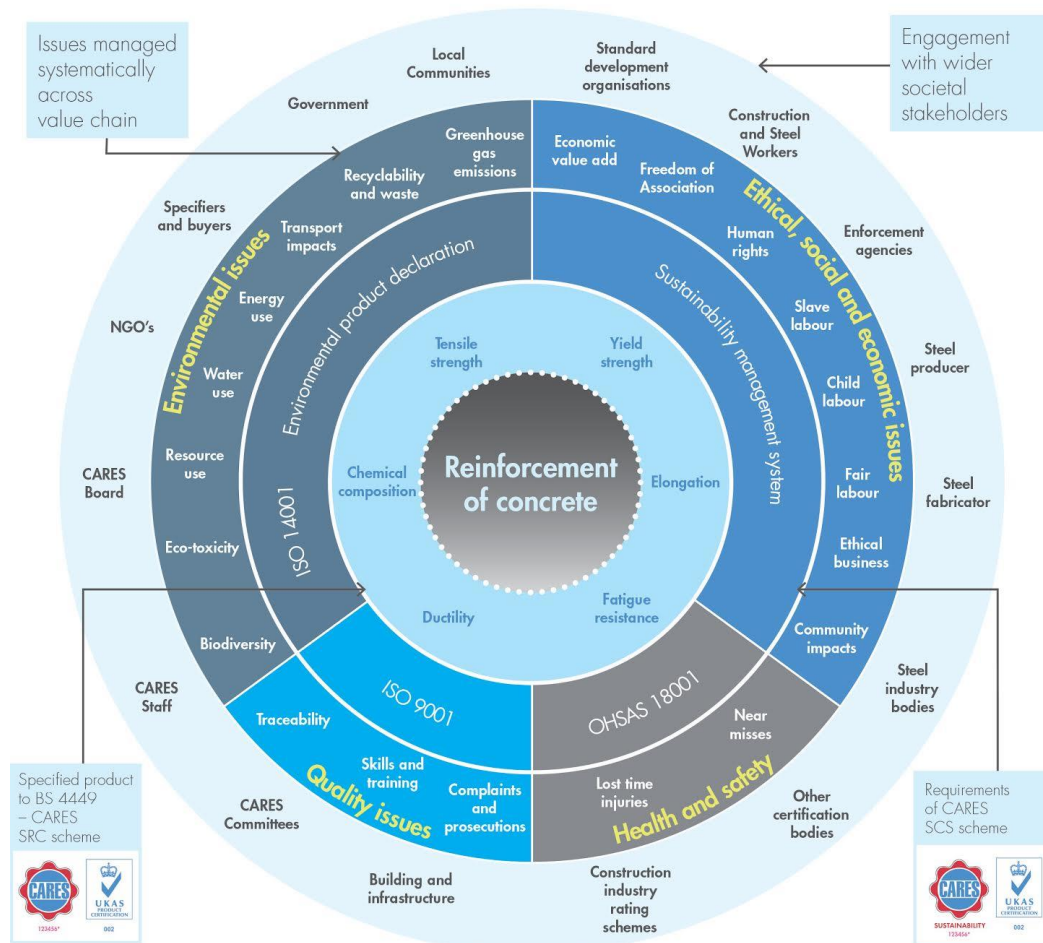 Issues managed
systematically
across
value chain
Engagement
with wider
societal
stakeholders
Local
Communities
Standard
development
organisations
Government
Construction
and Steel
Workers
Specifiers
and buyers
Enforcement
agencies
NGO's
Steel
producer
CARES
Board
Steel
fabricator
CARES
Staff
Steel
industry
bodies
CARES
Committees
Other
certification
bodies
Building and
infrastructure
Construction
industry
rating
schemes
Environmental issues
Greenhouse
gas
emissions
Recyclability
and waste
Transport
impacts
Energy
use
Water
use
Resource
use
Eco-toxicity
Biodiversity
Ethical, social and economic issues
Economic
value add
Freedom of
Association
Human
rights
Slave
labour
Child
labour
Fair
labour
Ethical
business
Community
impacts
Quality issues
Traceability
Skills and
training
Complaints
and
prosecutions
Health and safety
Near
misses
Lost time
injuries
Environmental product declaration
ISO 14001
Sustainability management system
ISO 9001
OHSAS 18001
Tensile
strength
Yield
strength
Chemical
composition
Elongation
Ductility
Fatigue
resistance
Reinforcement
of concrete
Specified product
to BS 4449
– CARES
SRC scheme
CARES
123456*
UKAS
PRODUCT
CERTIFICATION
002
Requirements
of CARES
SCS scheme
CARES
SUSTAINABILITY
123456*
UKAS
PRODUCT
CERTIFICATION
002